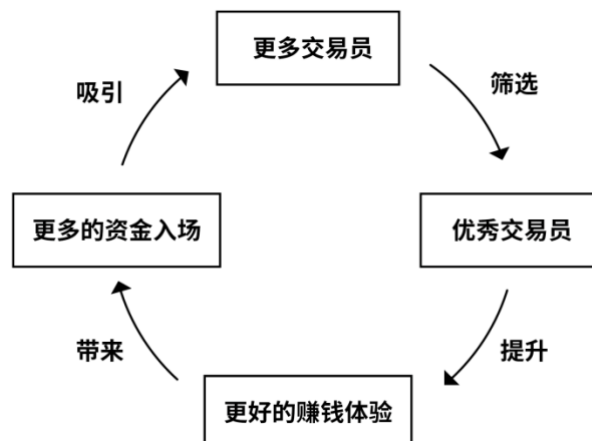 更多交易员
吸引
筛选
更多的资金入场
优秀交易员
带来
提升
更好的赚钱体验